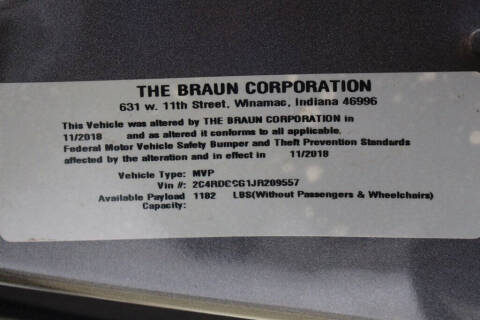 THE BRAUN CORPORATION
631 w. 11th Street, Winamac, Indiana 46996
This Vehicle was altered by THE BRAUN CORPORATION in
11/2018 and as altered it conforms to all applicable.
Federal Motor Vehicle Safety Bumper and Theft Prevention Standards
affected by the alteration and in effect in 11/2018
Vehicle Type: MVP
Vin #: 2C4RDCCG1JR209557
Available Payload 1182 LBS(Without Passengers & Wheelchairs)
Capacity: